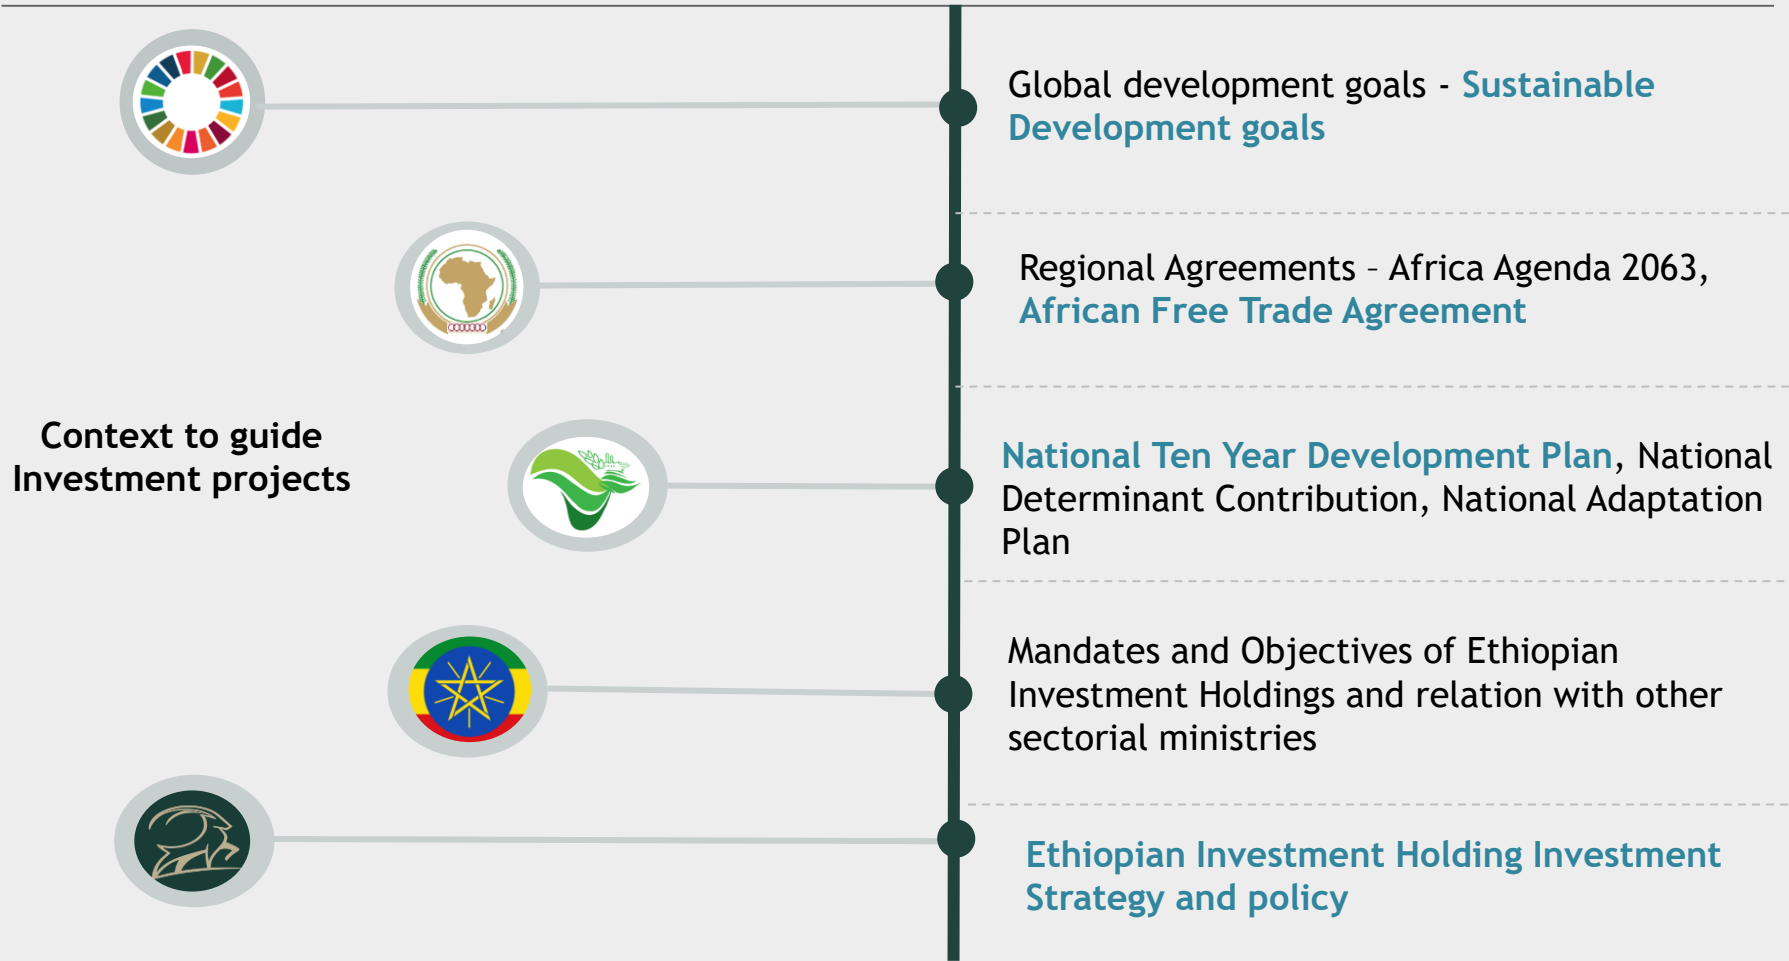 Global development goals - Sustainable
Development goals
Regional Agreements – Africa Agenda 2063,
African Free Trade Agreement
Context to guide
Investment projects
National Ten Year Development Plan, National
Determinant Contribution, National Adaptation
Plan
Mandates and Objectives of Ethiopian
Investment Holdings and relation with other
sectorial ministries
Ethiopian Investment Holding Investment
Strategy and policy